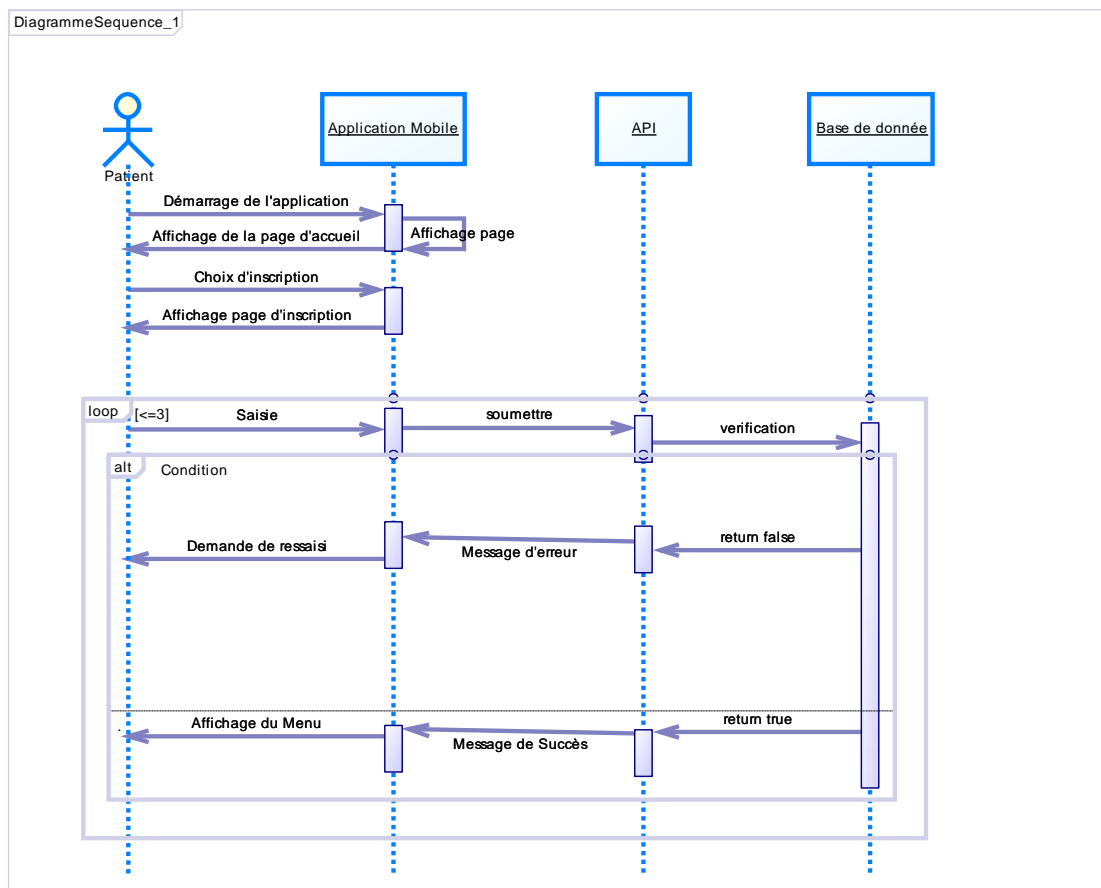 DiagrammeSequence_1
Patient
Application Mobile
API
Base de donnée
Démarrage de l'application
Affichage page
Affichage de la page d'accueil
Choix d'inscription
Affichage page d'inscription
loop
[<=3]
Saisie
soumettre
verification
alt
Condition
return false
Message d'erreur
Demande de ressaisi
return true
Message de Succès
Affichage du Menu
.